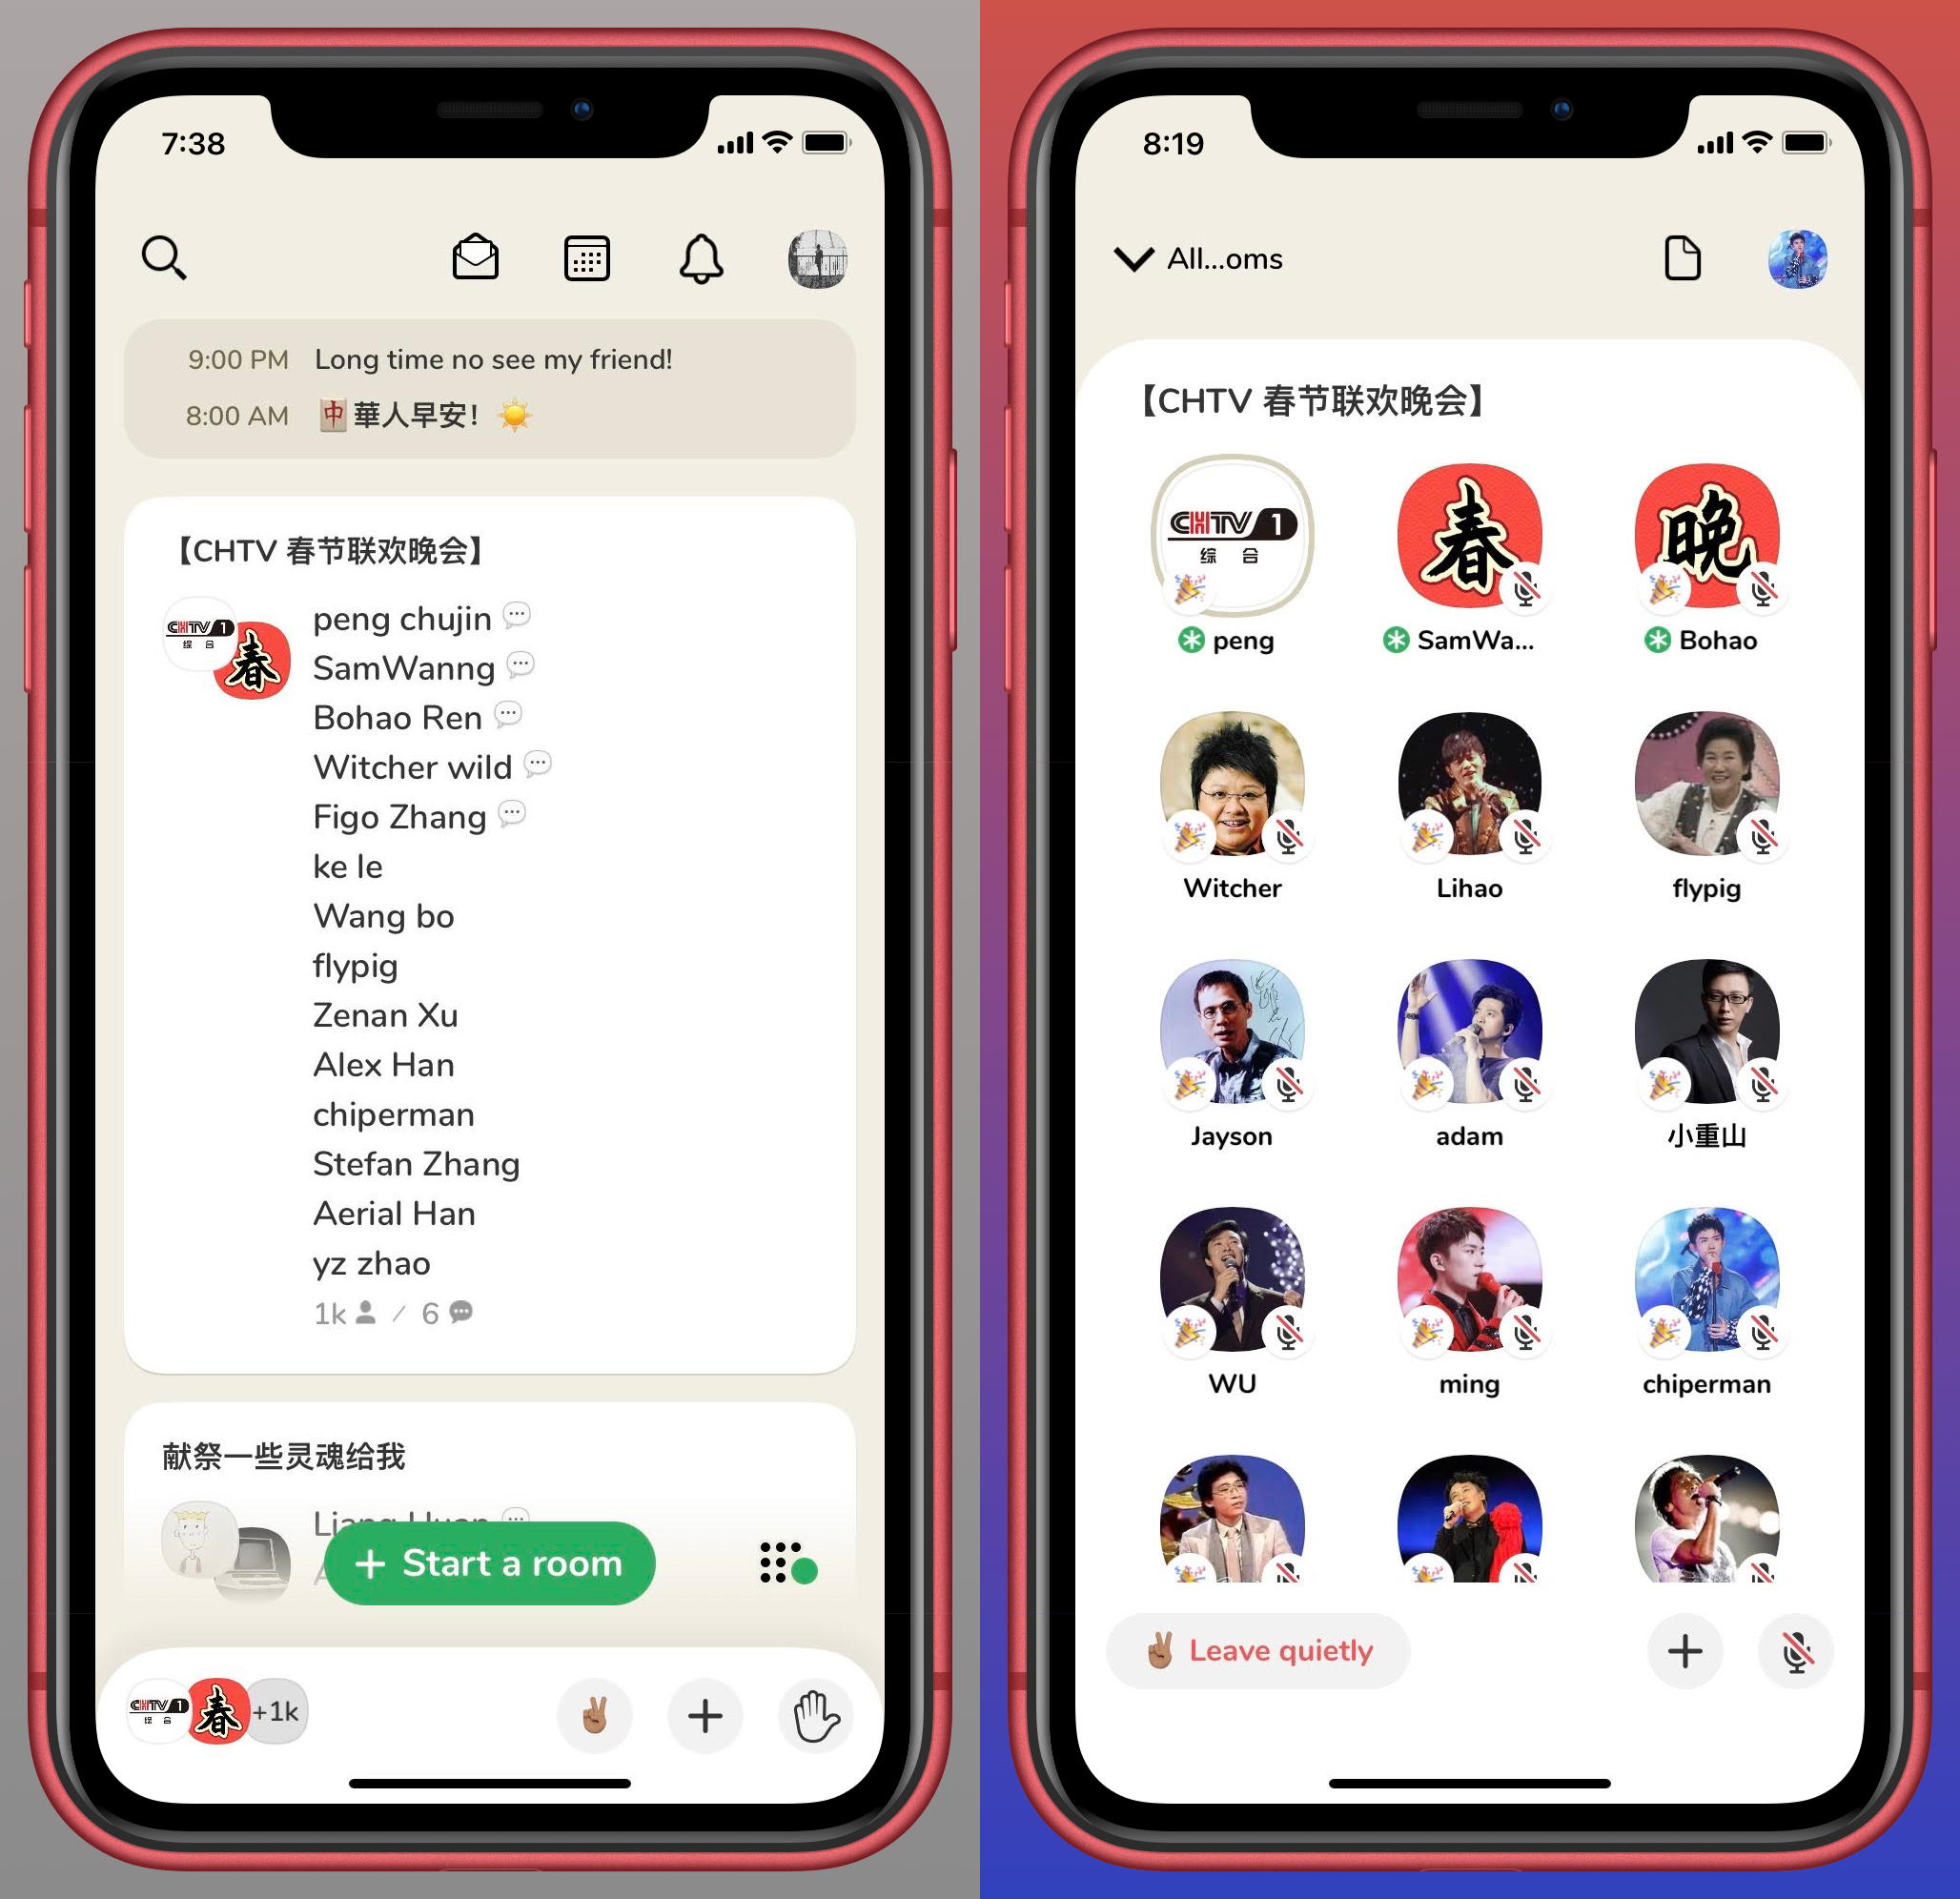 7:38
9:00 PM Long time no see my friend!
8:00 AM 🀄華人早安! ☀️
【CHTV 春节联欢晚会】
CHTV 1
综 合
春
peng chujin 💬
SamWanng 💬
Bohao Ren 💬
Witcher wild 💬
Figo Zhang 💬
ke le
Wang bo
flypig
Zenan Xu
Alex Han
chiperman
Stefan Zhang
Aerial Han
yz zhao
1k / 6
献祭一些灵魂给我
+ Start a room
CHTV 1
综 合
春
+1k
8:19
All...oms
【CHTV 春节联欢晚会】
CHTV 1
综 合
春
晚
peng
SamWa...
Bohao
Witcher
Lihao
flypig
Jayson
adam
小重山
WU
ming
chiperman
✌🏽 Leave quietly